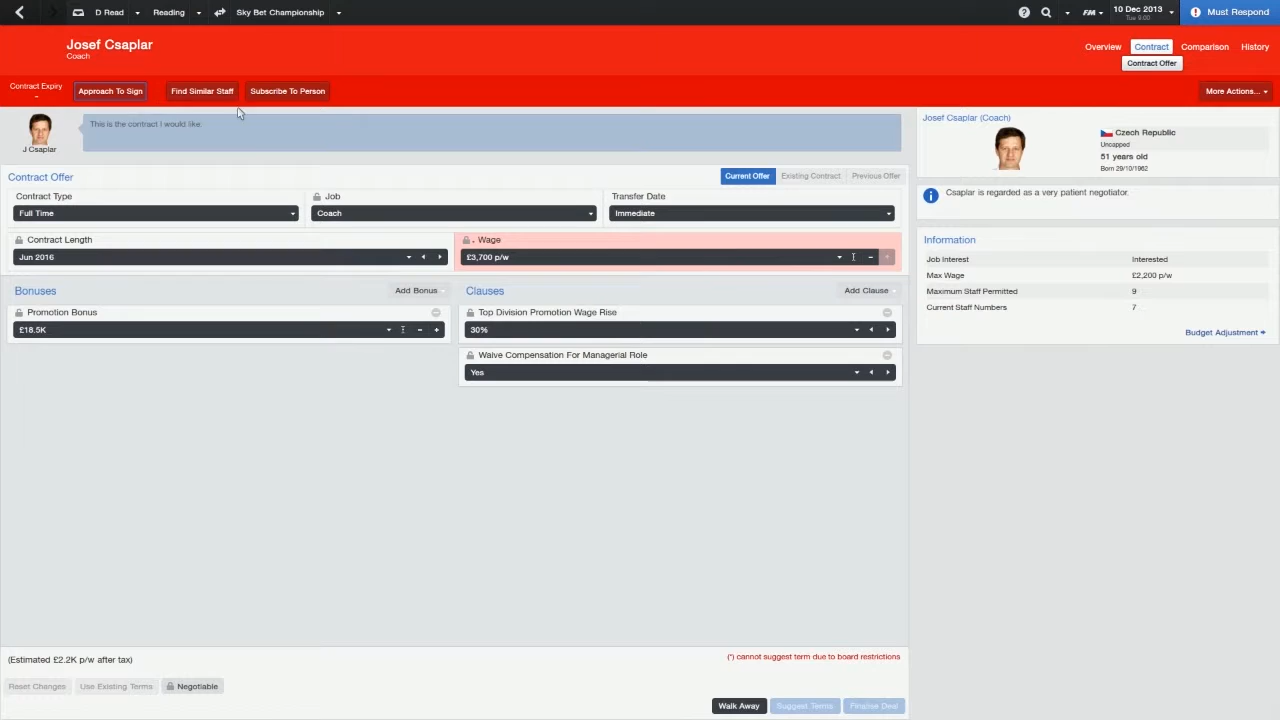 D Read Reading Sky Bet Championship FM 10 Dec 2013 Must Respond
Tue 9:00
Josef Csaplar
Coach
Overview Contract Comparison History
Contract Offer
Contract Expiry
-
Approach To Sign Find Similar Staff Subscribe To Person More Actions...
J Csaplar
This is the contract I would like:
Contract Offer Current Offer Existing Contract Previous Offer
Contract Type Job Transfer Date
Full Time Coach Immediate
Contract Length Wage
Jun 2016 £3,700 p/w
Bonuses Add Bonus Clauses Add Clause
Promotion Bonus Top Division Promotion Wage Rise
£18.5K 30%
Waive Compensation For Managerial Role
Yes
(Estimated £2.2K p/w after tax) (*) cannot suggest term due to board restrictions
Reset Changes Use Existing Terms Negotiable
Walk Away Suggest Terms Finalise Deal
Josef Csaplar (Coach)
Czech Republic
Uncapped
51 years old
Born 29/10/1962
Csaplar is regarded as a very patient negotiator.
Information
Job Interest Interested
Max Wage £2,200 p/w
Maximum Staff Permitted 9
Current Staff Numbers 7
Budget Adjustment